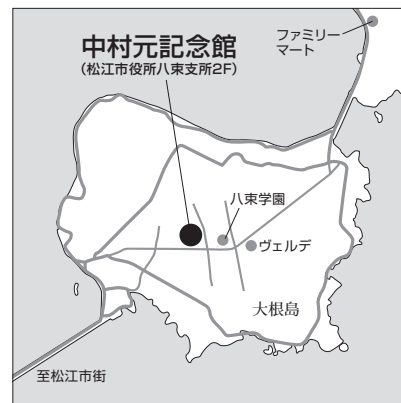 ファミリー
マート
中村元記念館
(松江市役所八束支所2F)
八束学園
ヴェルデ
大根島
至松江市街